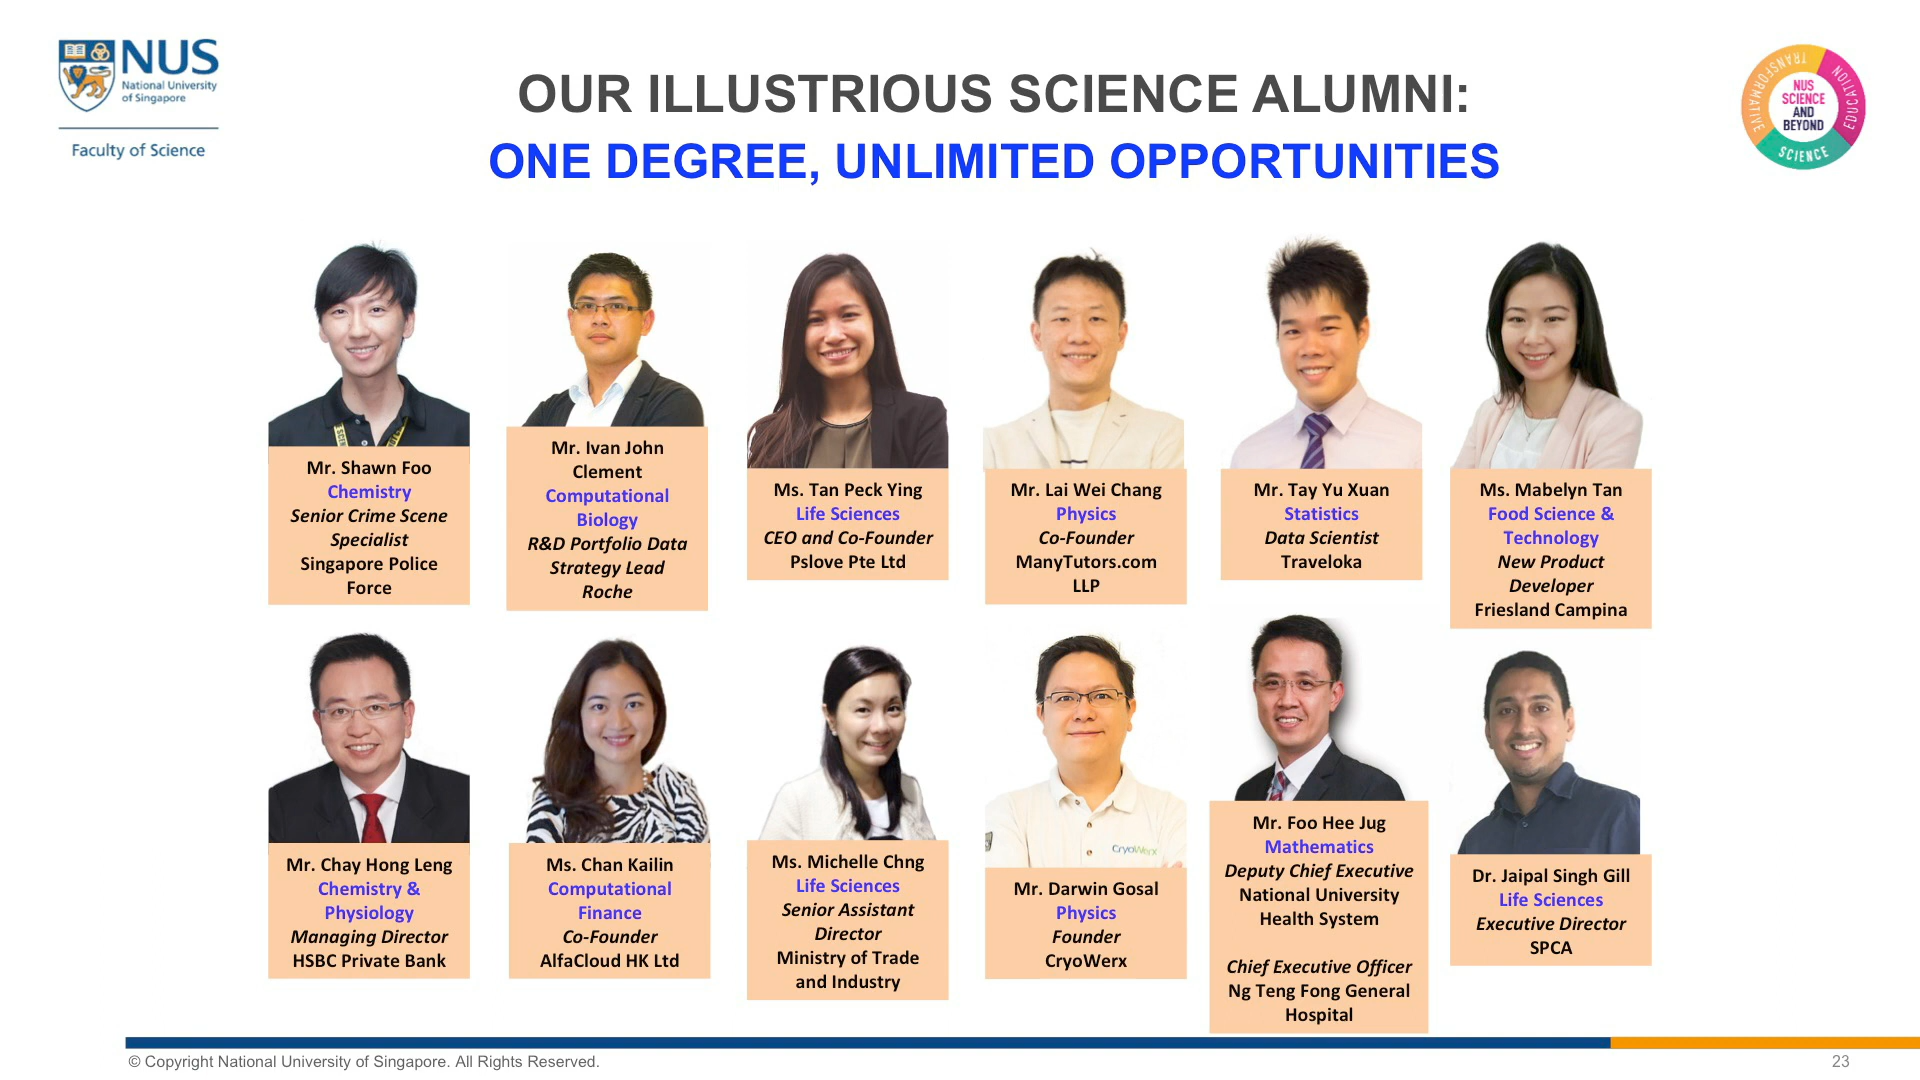 NUS
National University
of Singapore
Faculty of Science
OUR ILLUSTRIOUS SCIENCE ALUMNI:
ONE DEGREE, UNLIMITED OPPORTUNITIES
TRANSFORMATIVE
EDUCATION
SCIENCE
NUS
SCIENCE
AND
BEYOND
Mr. Shawn Foo
Chemistry
Senior Crime Scene
Specialist
Singapore Police
Force
Mr. Ivan John
Clement
Computational
Biology
R&D Portfolio Data
Strategy Lead
Roche
Ms. Tan Peck Ying
Life Sciences
CEO and Co-Founder
Pslove Pte Ltd
Mr. Lai Wei Chang
Physics
Co-Founder
ManyTutors.com
LLP
Mr. Tay Yu Xuan
Statistics
Data Scientist
Traveloka
Ms. Mabelyn Tan
Food Science &
Technology
New Product
Developer
Friesland Campina
Mr. Chay Hong Leng
Chemistry &
Physiology
Managing Director
HSBC Private Bank
Ms. Chan Kailin
Computational
Finance
Co-Founder
AlfaCloud HK Ltd
Ms. Michelle Chng
Life Sciences
Senior Assistant
Director
Ministry of Trade
and Industry
CryoWerx
Mr. Darwin Gosal
Physics
Founder
CryoWerx
Mr. Foo Hee Jug
Mathematics
Deputy Chief Executive
National University
Health System
Chief Executive Officer
Ng Teng Fong General
Hospital
Dr. Jaipal Singh Gill
Life Sciences
Executive Director
SPCA
© Copyright National University of Singapore. All Rights Reserved.
23